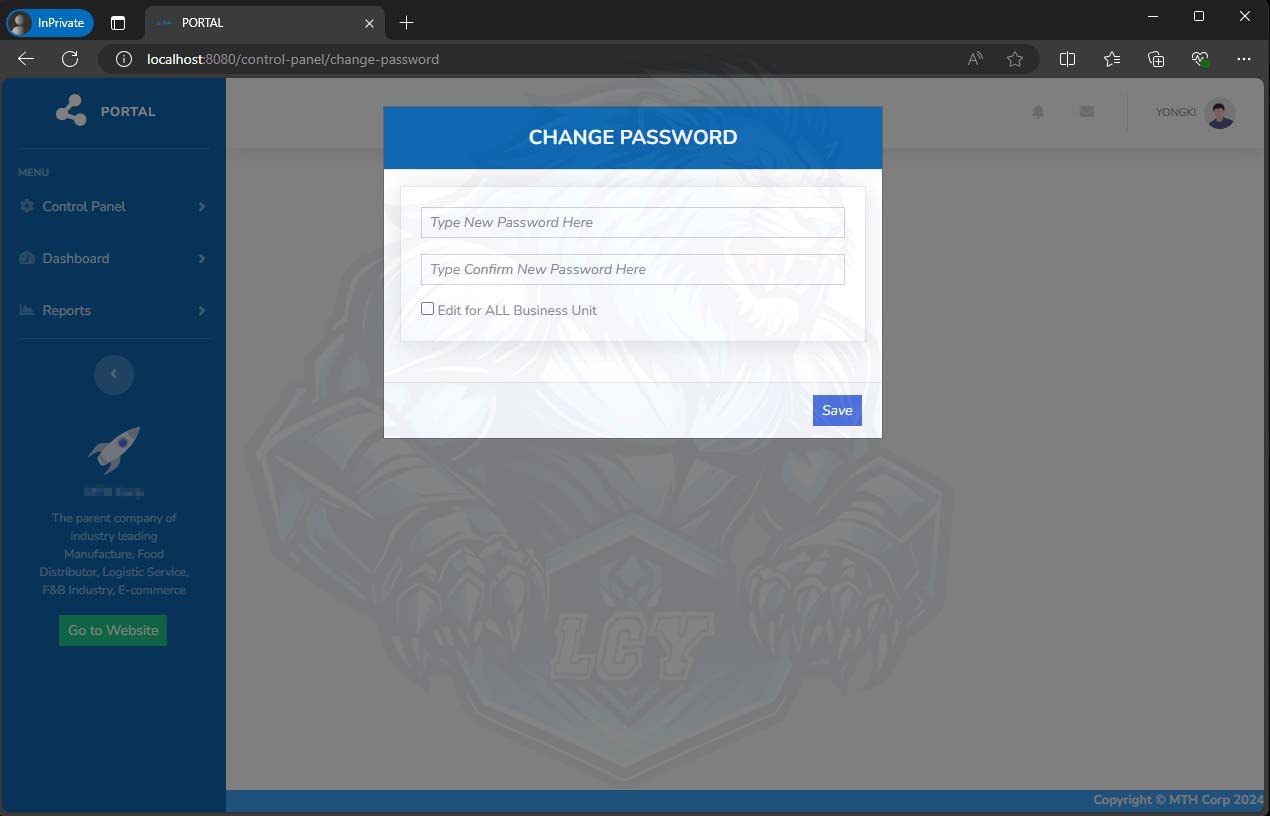 InPrivate
PORTAL
localhost:8080/control-panel/change-password
PORTAL
YONGKI
CHANGE PASSWORD
MENU
Control Panel
Type New Password Here
Dashboard
Type Confirm New Password Here
Reports
Edit for ALL Business Unit
Save
The parent company of
industry leading
Manufacture, Food
Distributor, Logistic Service,
F&B Industry, E-commerce
Go to Website
LCY
Copyright © MTH Corp 2024